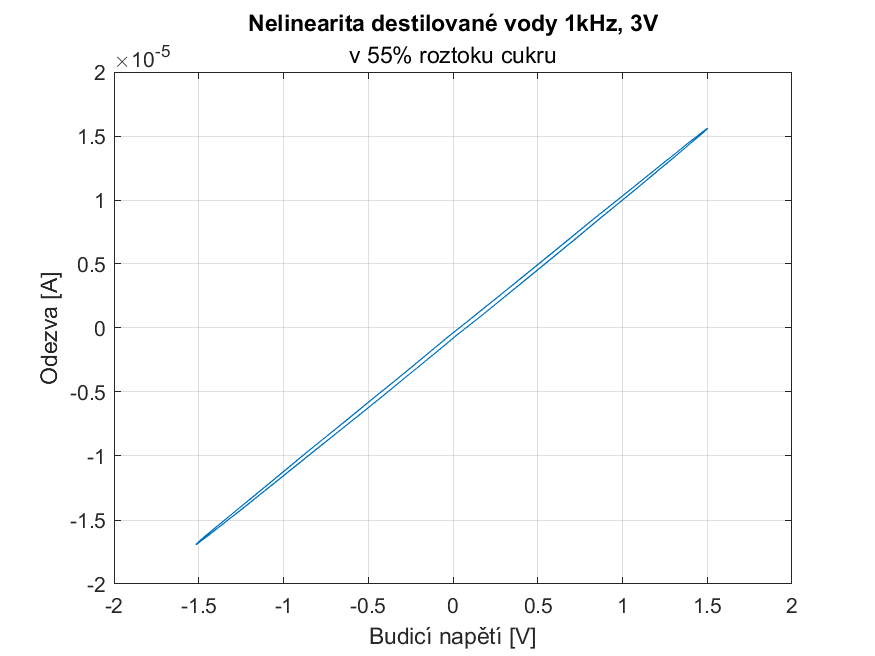 Nelinearita destilované vody 1kHz, 3V
v 55% roztoku cukru
×10-5
2
1.5
1
0.5
0
-0.5
-1
-1.5
-2
Odezva [A]
-2 -1.5 -1 -0.5 0 0.5 1 1.5 2
Budicí napětí [V]